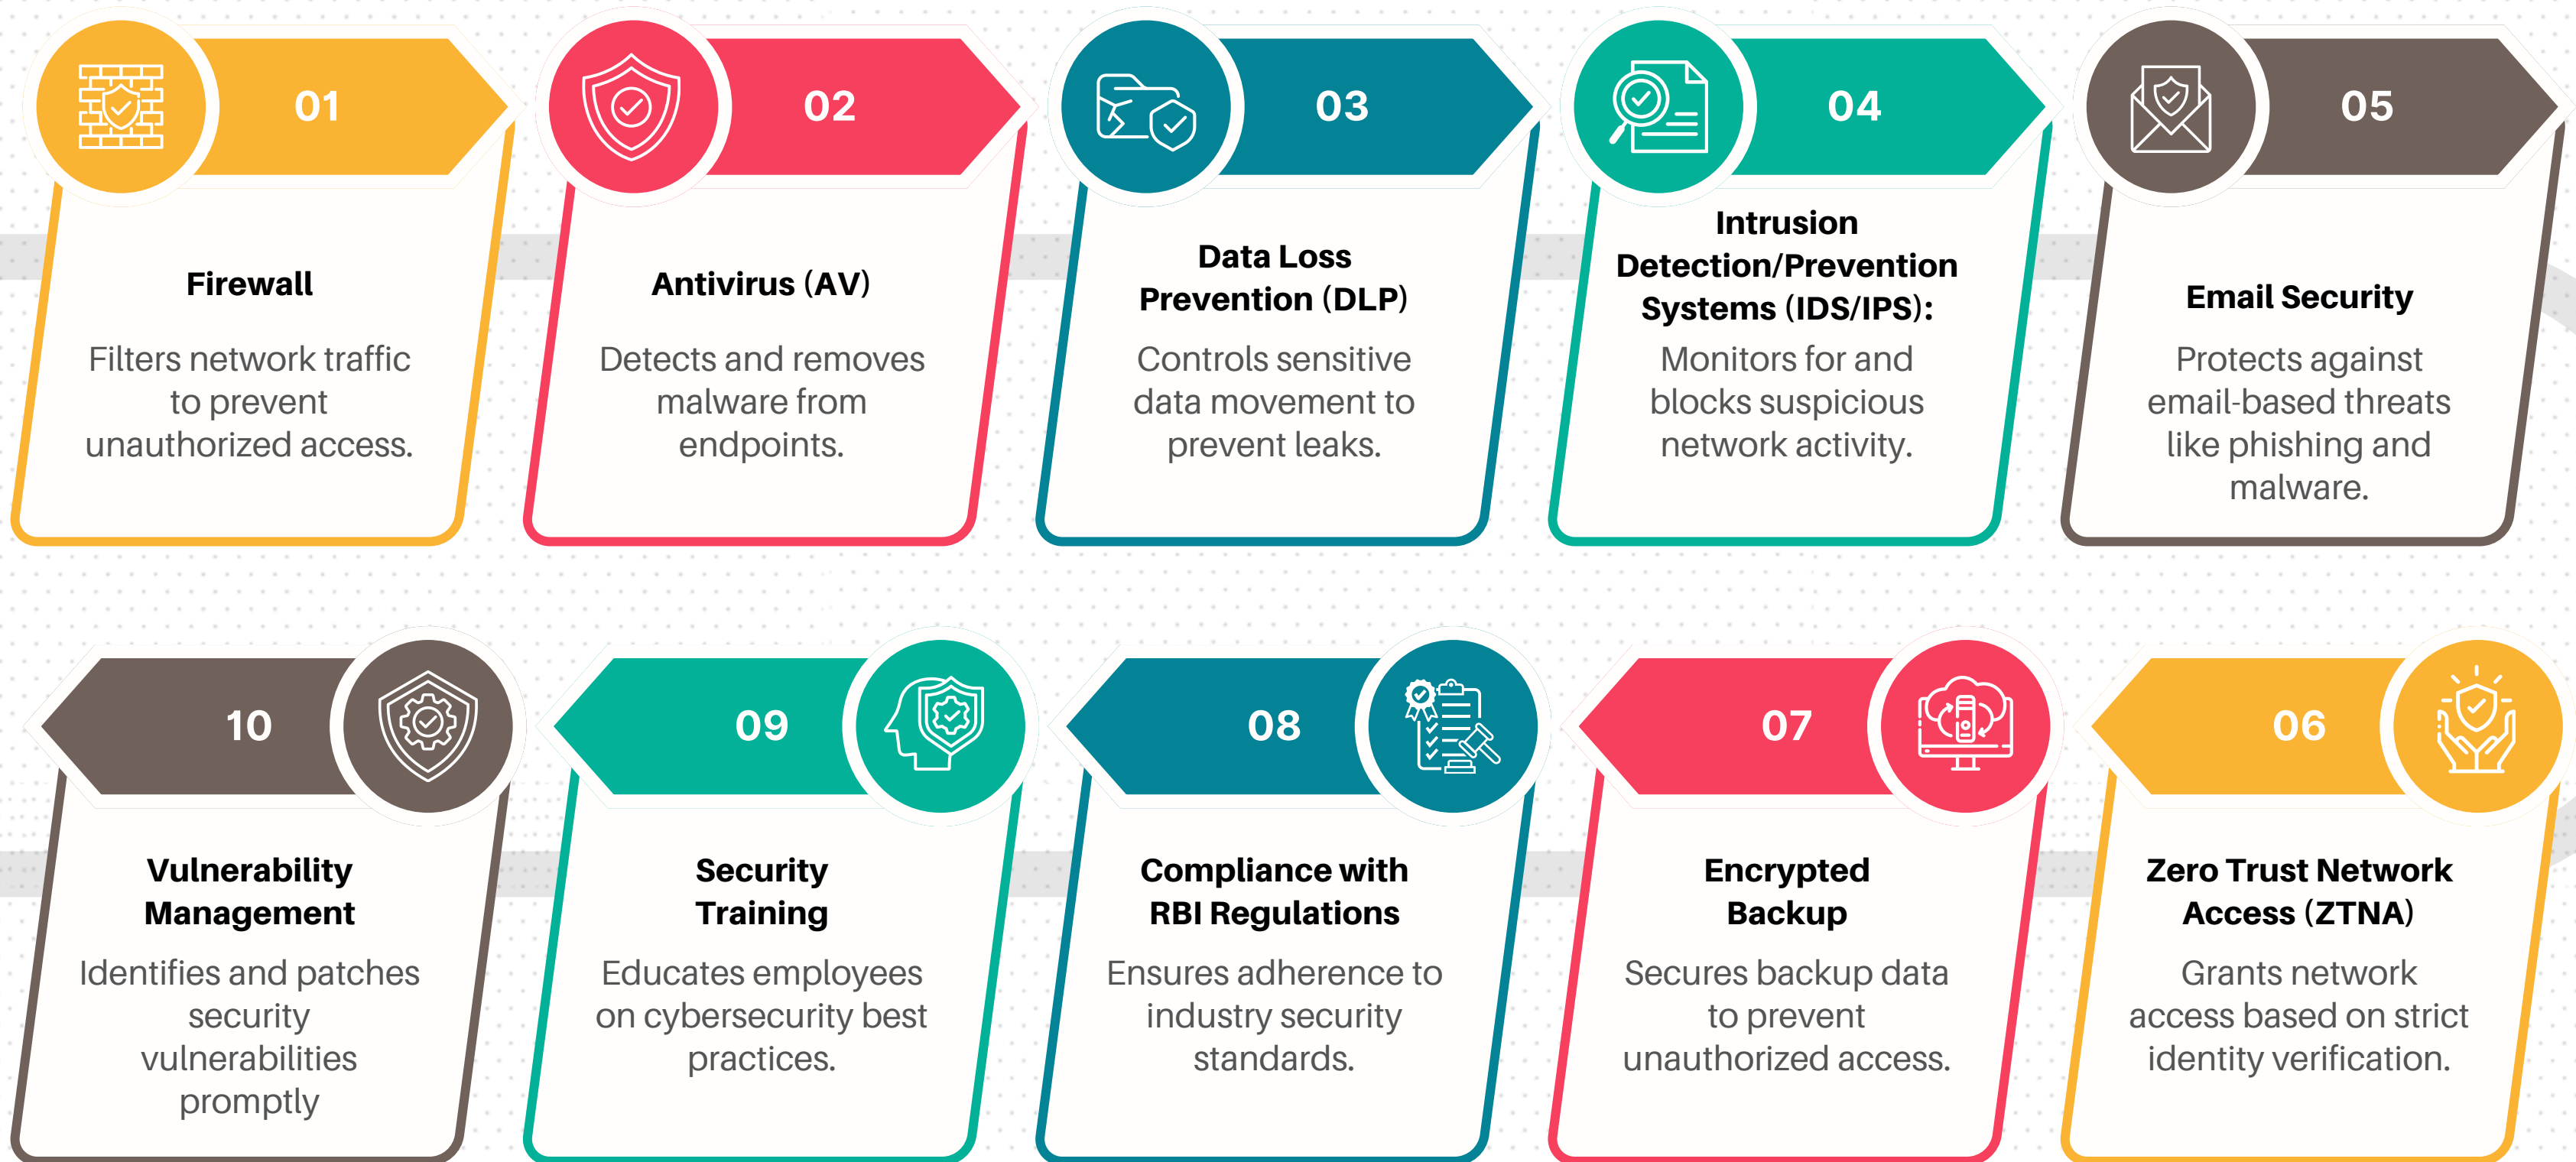 01
Firewall
Filters network traffic
to prevent
unauthorized access.
02
Antivirus (AV)
Detects and removes
malware from
endpoints.
03
Data Loss
Prevention (DLP)
Controls sensitive
data movement to
prevent leaks.
04
Intrusion
Detection/Prevention
Systems (IDS/IPS):
Monitors for and
blocks suspicious
network activity.
05
Email Security
Protects against
email-based threats
like phishing and
malware.
06
Zero Trust Network
Access (ZTNA)
Grants network
access based on strict
identity verification.
07
Encrypted
Backup
Secures backup data
to prevent
unauthorized access.
08
Compliance with
RBI Regulations
Ensures adherence to
industry security
standards.
09
Security
Training
Educates employees
on cybersecurity best
practices.
10
Vulnerability
Management
Identifies and patches
security
vulnerabilities
promptly